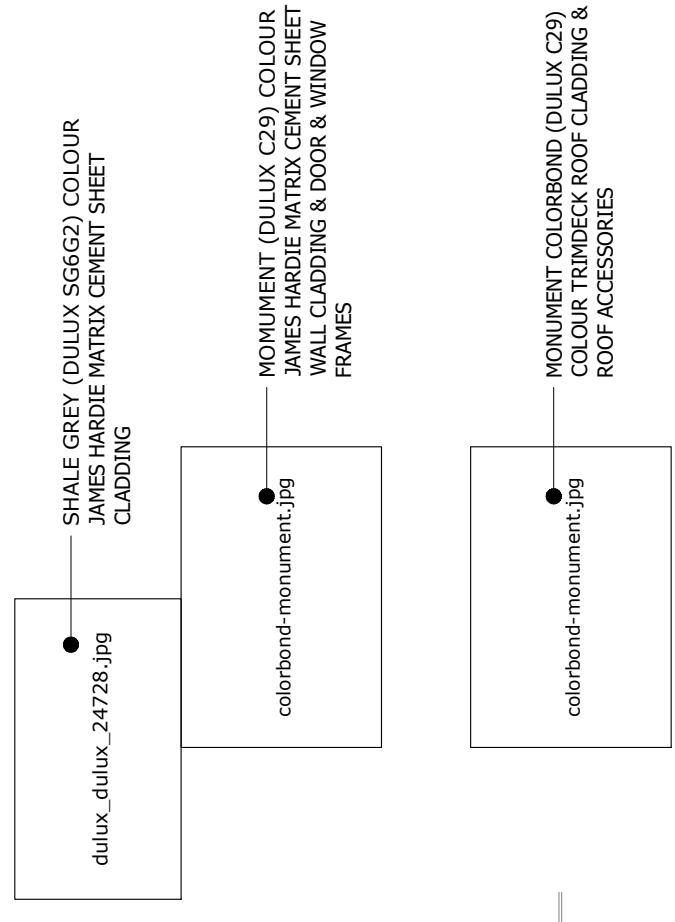 SHALE GREY (DULUX SG6G2) COLOUR
JAMES HARDIE MATRIX CEMENT SHEET
CLADDING
dulux_dulux_24728.jpg
MOMUMENT (DULUX C29) COLOUR
JAMES HARDIE MATRIX CEMENT SHEET
WALL CLADDING & DOOR & WINDOW
FRAMES
colorbond-monument.jpg
MONUMENT COLORBOND (DULUX C29)
COLOUR TRIMDECK ROOF CLADDING &
ROOF ACCESSORIES
colorbond-monument.jpg